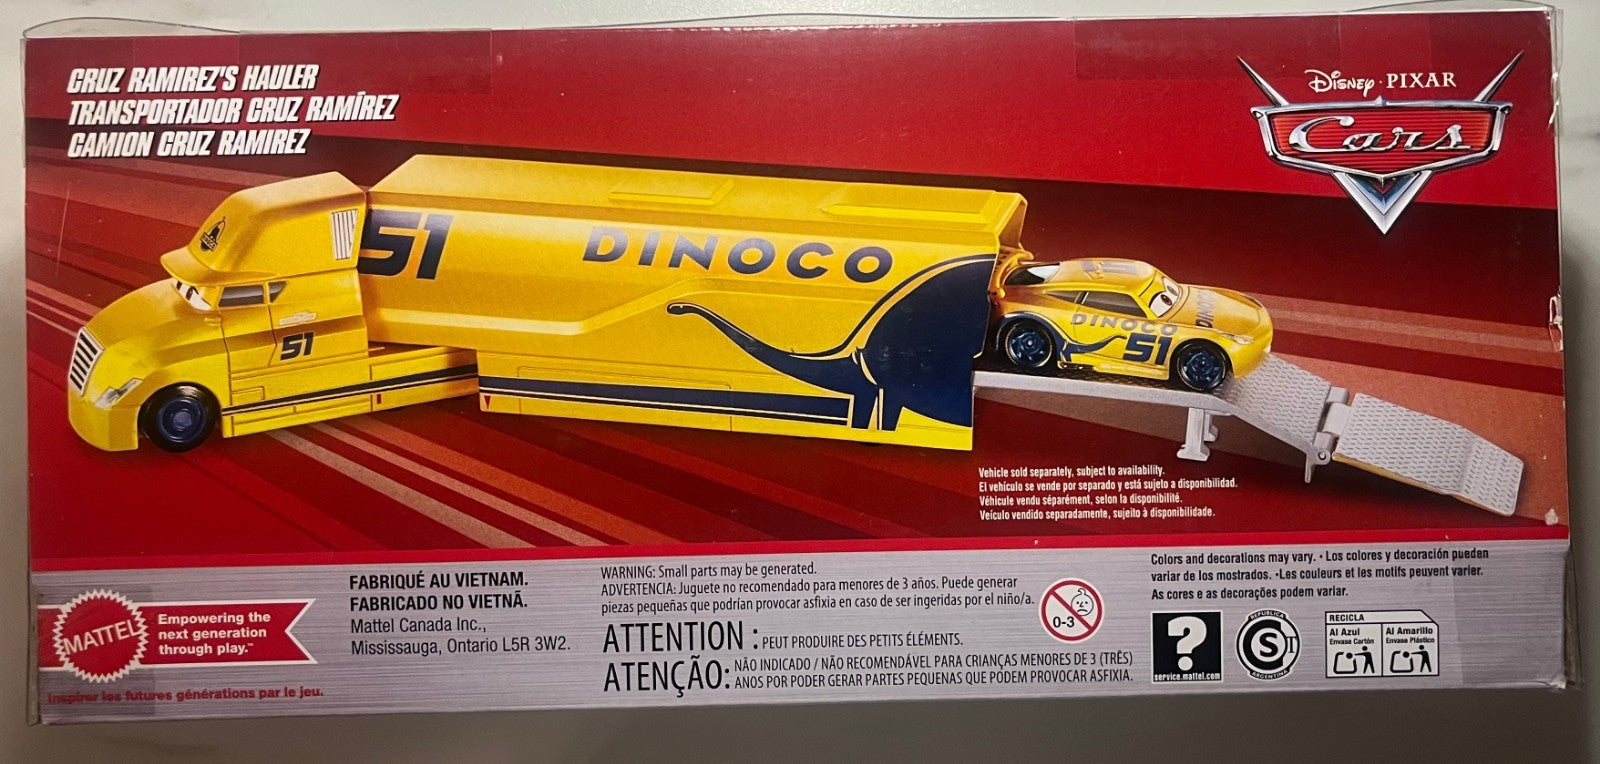 CRUZ RAMIREZ'S HAULER
TRANSPORTADOR CRUZ RAMÍREZ
CAMION CRUZ RAMIREZ
Disney · PIXAR
Cars
51
DINOCO
51
DINOCO
51
DINOCO
Vehicle sold separately, subject to availability.
El vehículo se vende por separado y está sujeto a disponibilidad.
Véhicule vendu séparément, selon la disponibilité.
Veículo vendido separadamente, sujeito à disponibilidade.
MATTEL
Empowering the
next generation
through play.™
Inspirer les futures générations par le jeu.
FABRIQUÉ AU VIETNAM.
FABRICADO NO VIETNÃ.
Mattel Canada Inc.,
Mississauga, Ontario L5R 3W2.
WARNING: Small parts may be generated.
ADVERTENCIA: Juguete no recomendado para menores de 3 años. Puede generar
piezas pequeñas que podrían provocar asfixia en caso de ser ingeridas por el niño/a.
ATTENTION : PEUT PRODUIRE DES PETITS ÉLÉMENTS.
ATENÇÃO: NÃO INDICADO / NÃO RECOMENDÁVEL PARA CRIANÇAS MENORES DE 3 (TRÊS)
ANOS POR PODER GERAR PARTES PEQUENAS QUE PODEM PROVOCAR ASFIXIA.
0-3
Colors and decorations may vary. • Los colores y decoración pueden
variar de los mostrados. •Les couleurs et les motifs peuvent varier.
As cores e as decorações podem variar.
?
service.mattel.com
REPUBLICA
S
ARGENTINA
RECICLA
Al Azul
Envase Cartón
Al Amarillo
Envase Plástico